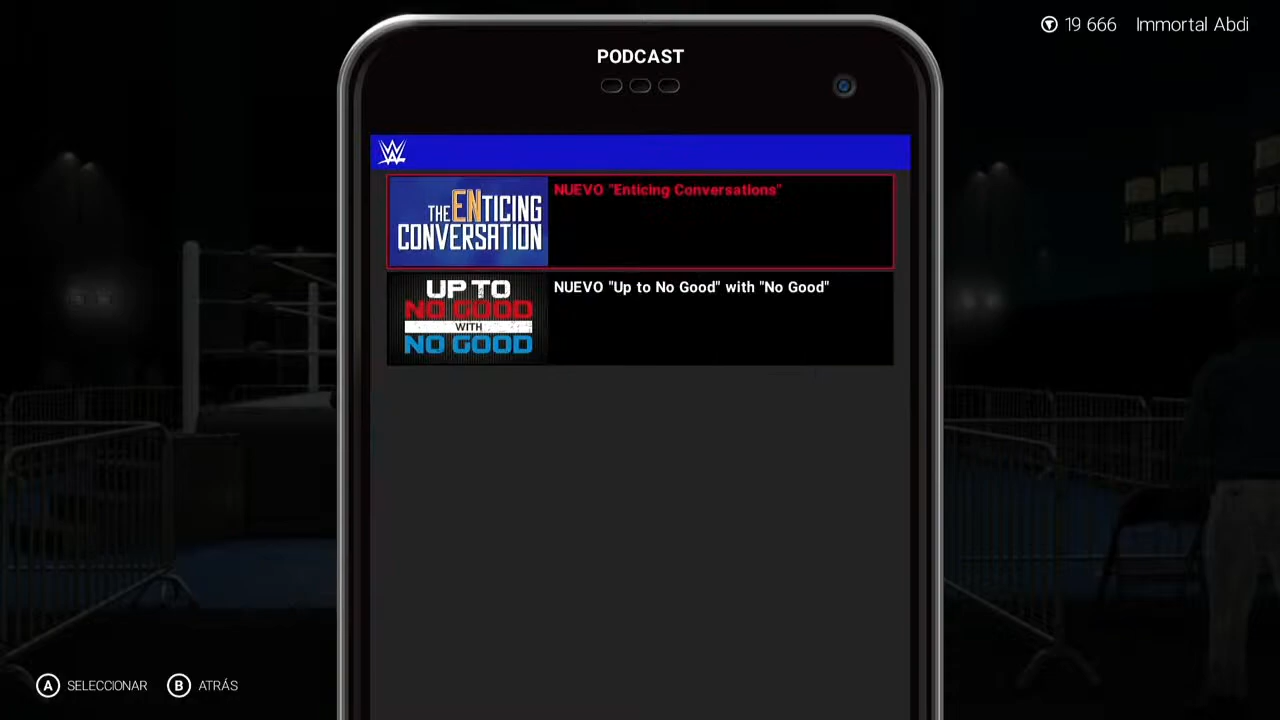 19 666 Immortal Abdi
PODCAST
W
THE ENTICING
CONVERSATION
NUEVO "Enticing Conversations"
UP TO
NO GOOD
WITH
NO GOOD
NUEVO "Up to No Good" with "No Good"
A SELECCIONAR B ATRÁS